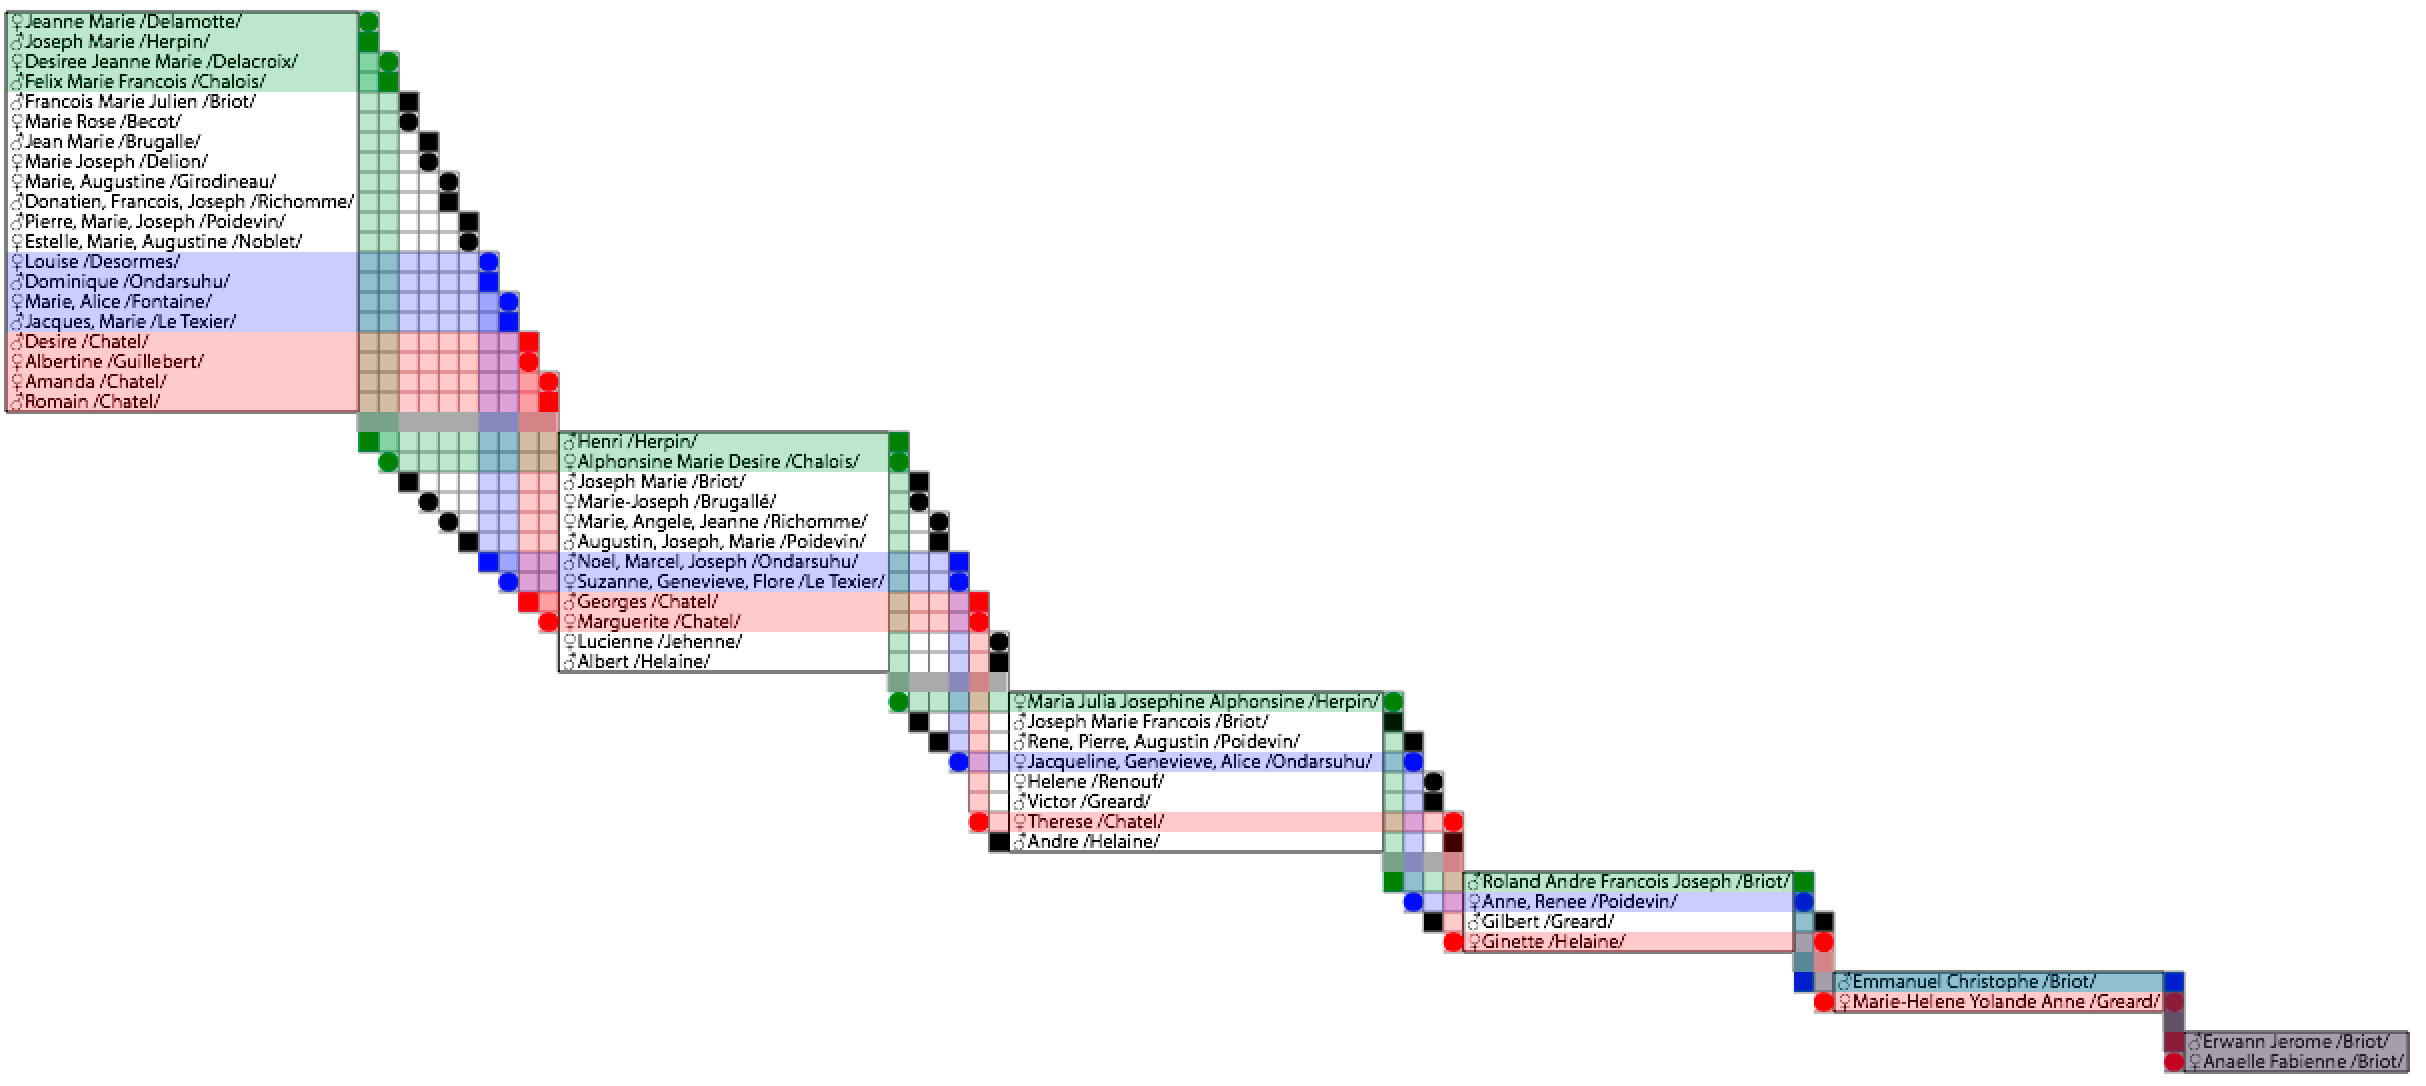 ♀Jeanne Marie /Delamotte/
♂Joseph Marie /Herpin/
♀Desiree Jeanne Marie /Delacroix/
♂Felix Marie Francois /Chalois/
♂Francois Marie Julien /Briot/
♀Marie Rose /Becot/
♂Jean Marie /Brugalle/
♀Marie Joseph /Delion/
♀Marie, Augustine /Girodineau/
♂Donatien, Francois, Joseph /Richomme/
♂Pierre, Marie, Joseph /Poidevin/
♀Estelle, Marie, Augustine /Noblet/
♀Louise /Desormes/
♂Dominique /Ondarsuhu/
♀Marie, Alice /Fontaine/
♂Jacques, Marie /Le Texier/
♂Desire /Chatel/
♀Albertine /Guillebert/
♀Amanda /Chatel/
♂Romain /Chatel/
♂Henri /Herpin/
♀Alphonsine Marie Desire /Chalois/
♂Joseph Marie /Briot/
♀Marie-Joseph /Brugallé/
♀Marie, Angele, Jeanne /Richomme/
♂Augustin, Joseph, Marie /Poidevin/
♂Noel, Marcel, Joseph /Ondarsuhu/
♀Suzanne, Genevieve, Flore /Le Texier/
♂Georges /Chatel/
♀Marguerite /Chatel/
♀Lucienne /Jehenne/
♂Albert /Helaine/
♀Maria Julia Josephine Alphonsine /Herpin/
♂Joseph Marie Francois /Briot/
♂Rene, Pierre, Augustin /Poidevin/
♀Jacqueline, Genevieve, Alice /Ondarsuhu/
♀Helene /Renouf/
♂Victor /Greard/
♀Therese /Chatel/
♂Andre /Helaine/
♂Roland Andre Francois Joseph /Briot/
♀Anne, Renee /Poidevin/
♂Gilbert /Greard/
♀Ginette /Helaine/
♂Emmanuel Christophe /Briot/
♀Marie-Helene Yolande Anne /Greard/
♂Erwann Jerome /Briot/
♀Anaelle Fabienne /Briot/